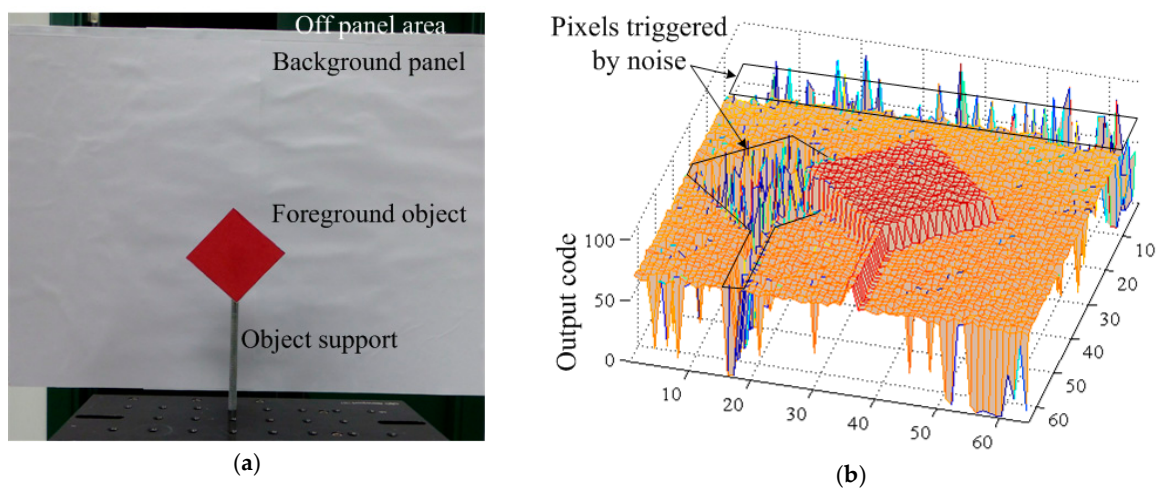 Off panel area
Background panel
Foreground object
Object support
(a)
Pixels triggered
by noise
Output code
100
50
0
10
20
30
40
50
60
10
20
30
40
50
60
(b)